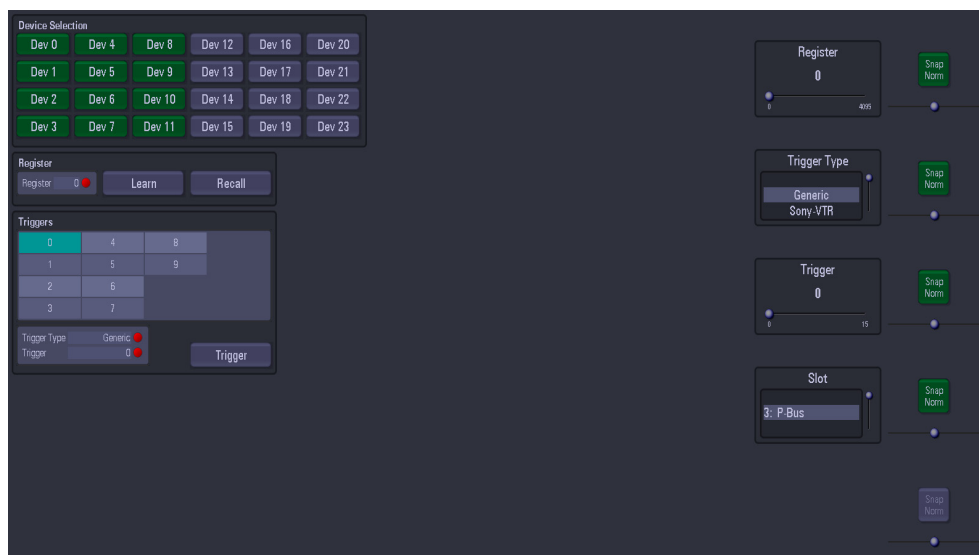 Device Selection
Dev 0 Dev 4 Dev 8 Dev 12 Dev 16 Dev 20
Dev 1 Dev 5 Dev 9 Dev 13 Dev 17 Dev 21
Dev 2 Dev 6 Dev 10 Dev 14 Dev 18 Dev 22
Dev 3 Dev 7 Dev 11 Dev 15 Dev 19 Dev 23
Register
Register 0 Learn Recall
Triggers
0 4 8
1 5 9
2 6
3 7
Trigger Type Generic
Trigger 0
Trigger
Register
0
0 4095
Snap
Norm
Trigger Type
Generic
Sony-VTR
Snap
Norm
Trigger
0
0 15
Snap
Norm
Slot
3: P-Bus
Snap
Norm
Snap
Norm